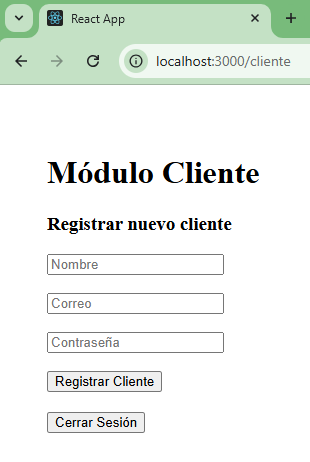 React App
localhost:3000/cliente
Módulo Cliente
Registrar nuevo cliente
Nombre
Correo
Contraseña
Registrar Cliente
Cerrar Sesión